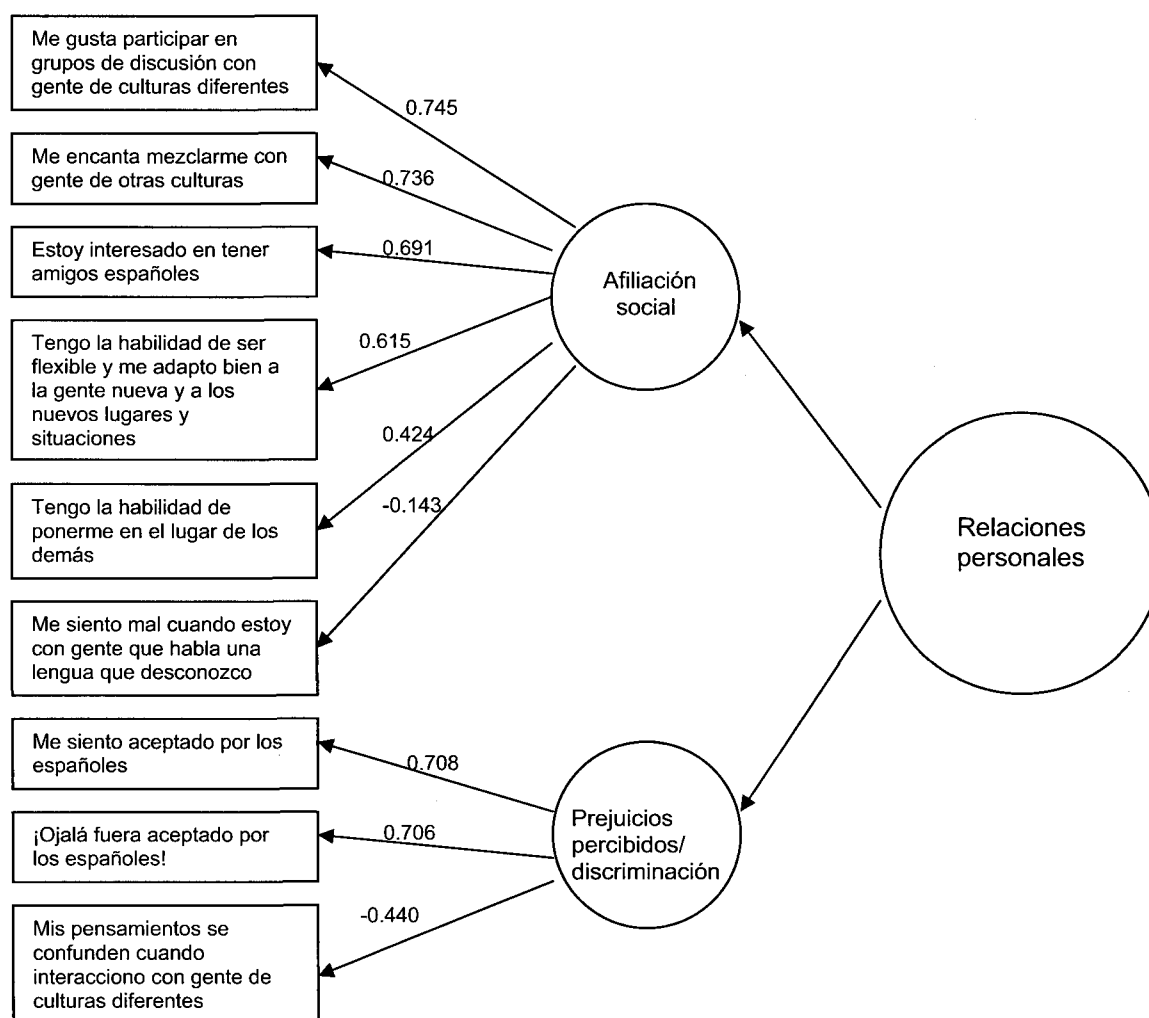 Me gusta participar en
grupos de discusión con
gente de culturas diferentes
0.745
Me encanta mezclarme con
gente de otras culturas
0.736
Estoy interesado en tener
amigos españoles
0.691
Afiliación
social
Tengo la habilidad de ser
flexible y me adapto bien a
la gente nueva y a los
nuevos lugares y
situaciones
0.615
0.424
Tengo la habilidad de
ponerme en el lugar de los
demás
-0.143
Relaciones
personales
Me siento mal cuando estoy
con gente que habla una
lengua que desconozco
Me siento aceptado por los
españoles
0.708
¡Ojalá fuera aceptado por
los españoles!
0.706
Prejuicios
percibidos/
discriminación
-0.440
Mis pensamientos se
confunden cuando
interacciono con gente de
culturas diferentes